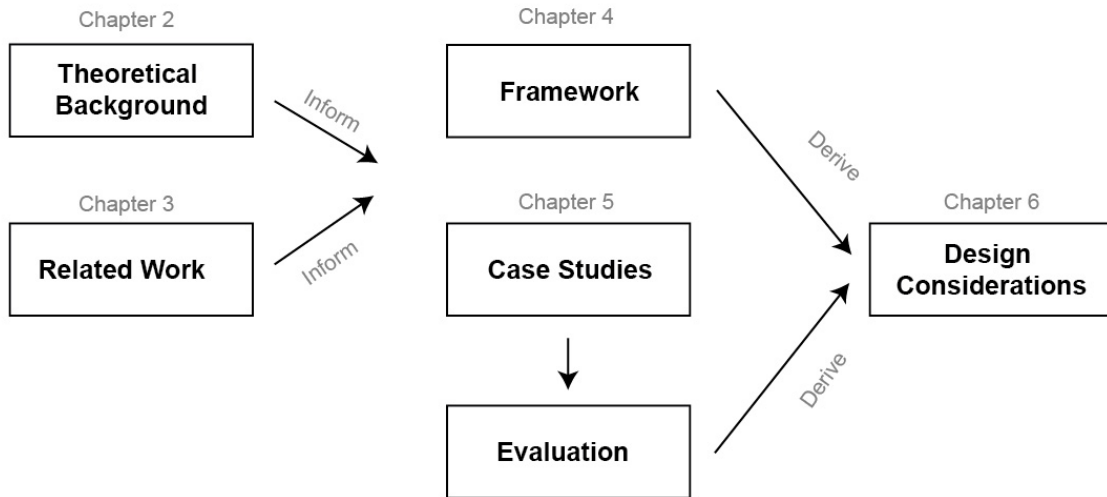 Chapter 2
Theoretical
Background
Inform
Chapter 3
Related Work
Inform
Chapter 4
Framework
Chapter 5
Case Studies
Evaluation
Derive
Derive
Chapter 6
Design
Considerations